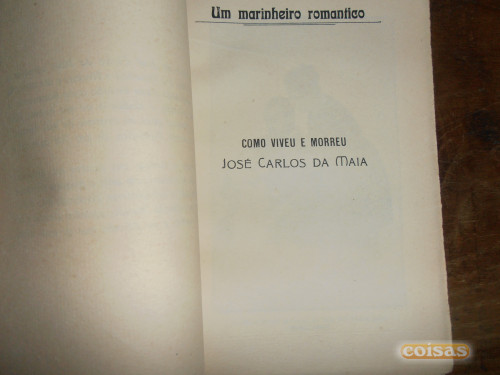 Um marinheiro romantico
COMO VIVEU E MORREU
JOSÉ CARLOS DA MAIA
coisas